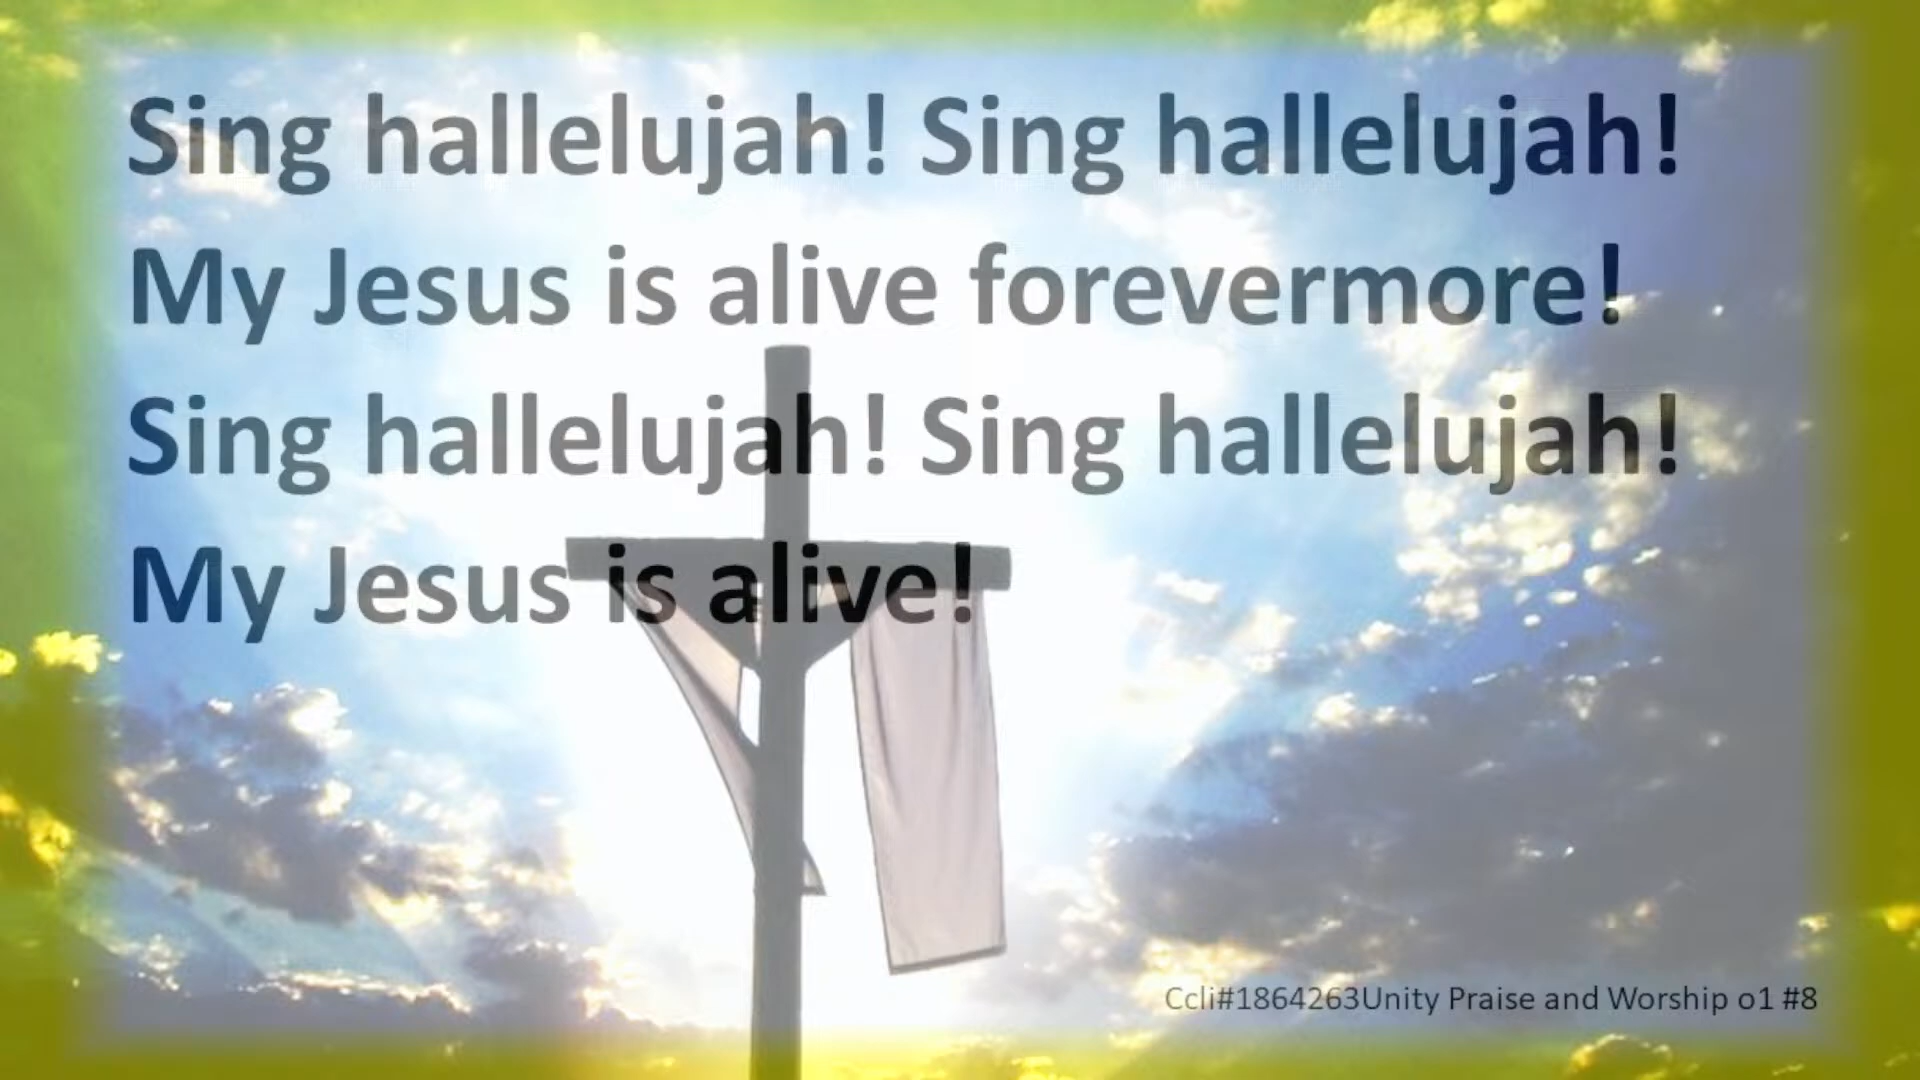 Sing hallelujah! Sing hallelujah!
My Jesus is alive forevermore!
Sing hallelujah! Sing hallelujah!
My Jesus is alive!
Ccli#1864263Unity Praise and Worship o1 #8